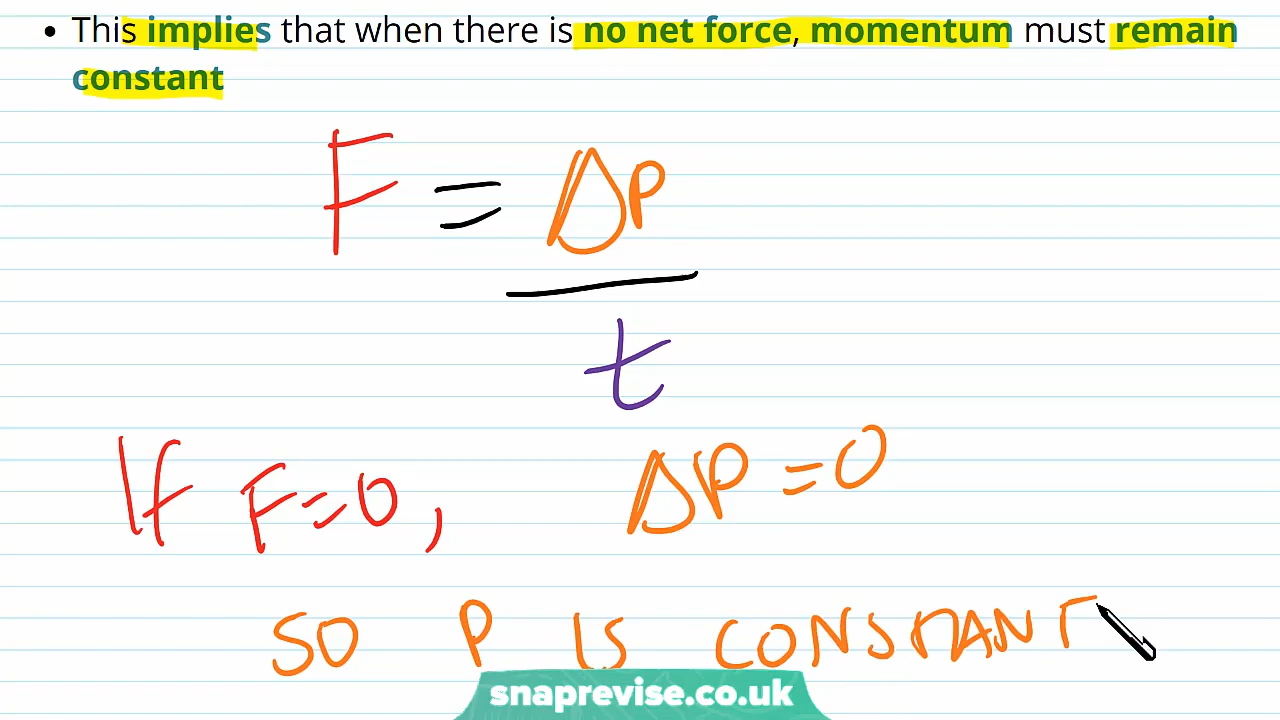 • This implies that when there is no net force, momentum must remain
constant
F = Δp
t
If F=0, ΔP=0
SO P IS CONSTANT
snaprevise.co.uk